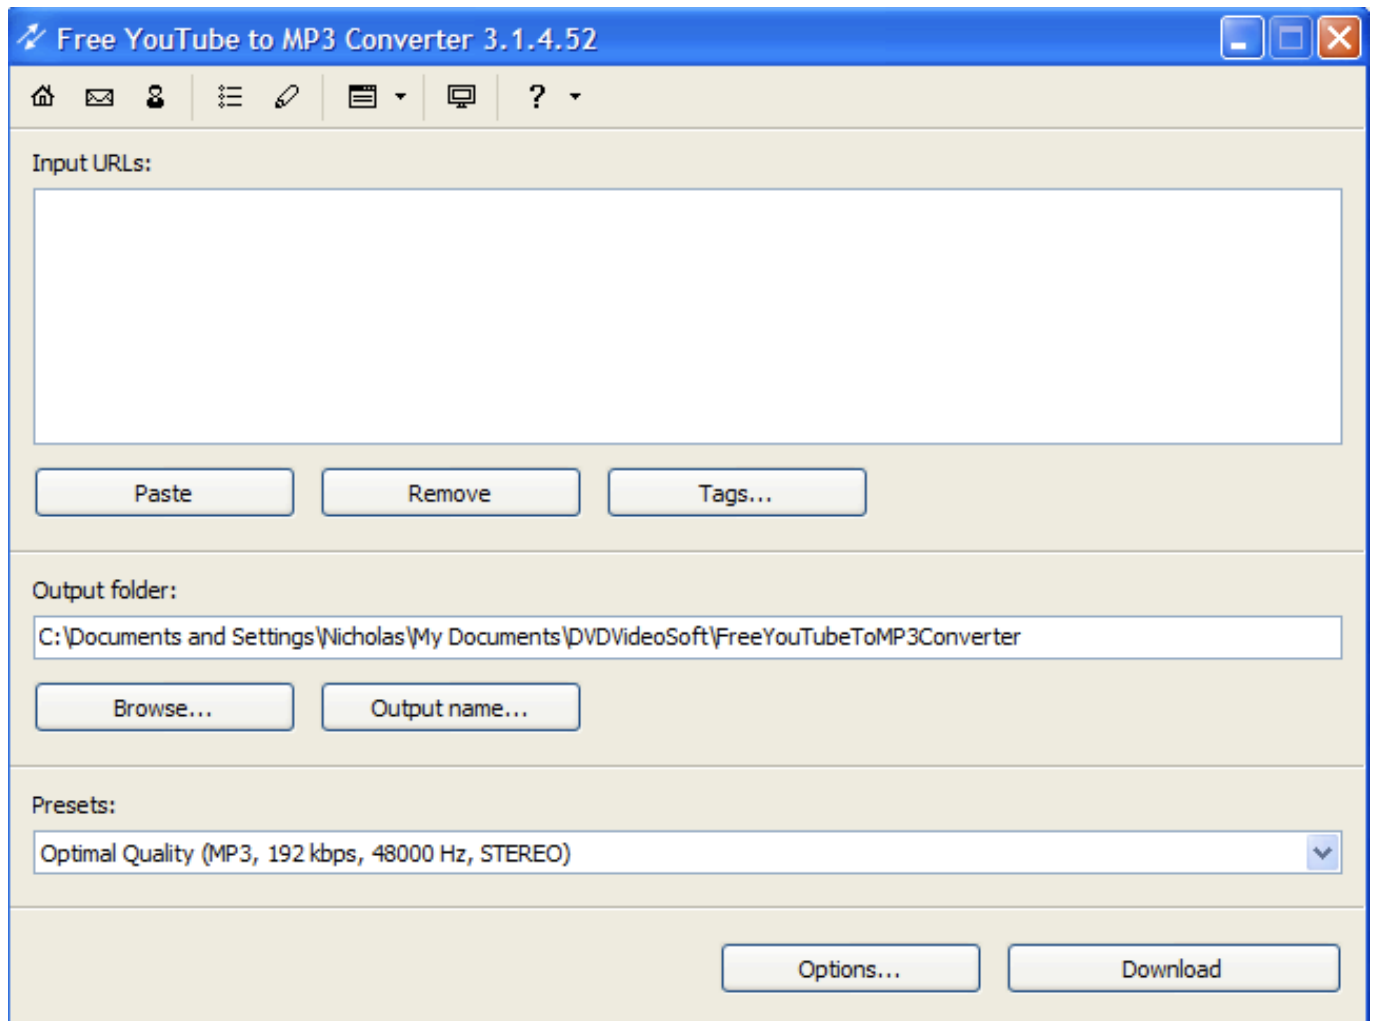 Free YouTube to MP3 Converter 3.1.4.52
?
Input URLs:
Paste Remove Tags...
Output folder:
C:\Documents and Settings\Nicholas\My Documents\DVDVideoSoft\FreeYouTubeToMP3Converter
Browse... Output name...
Presets:
Optimal Quality (MP3, 192 kbps, 48000 Hz, STEREO)
Options... Download